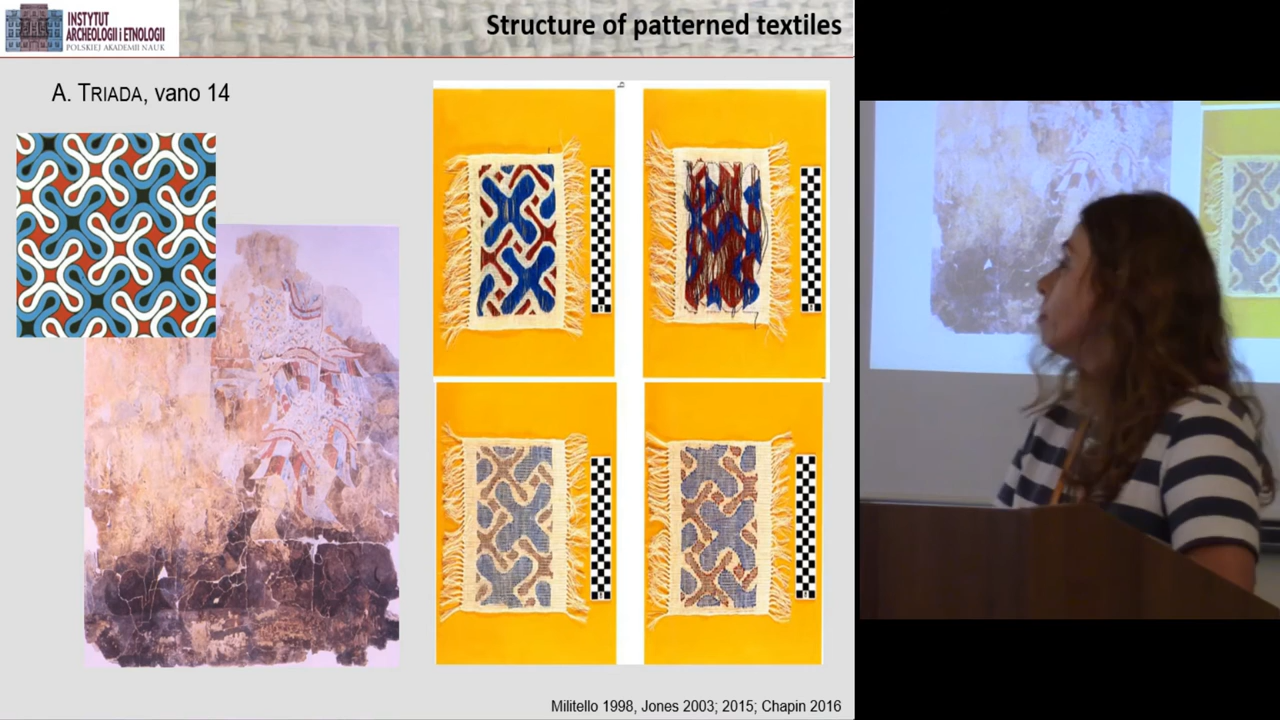 INSTYTUT
ARCHEOLOGII i ETNOLOGII
POLSKIEJ AKADEMII NAUK
Structure of patterned textiles
A. TRIADA, vano 14
b
Militello 1998, Jones 2003; 2015; Chapin 2016